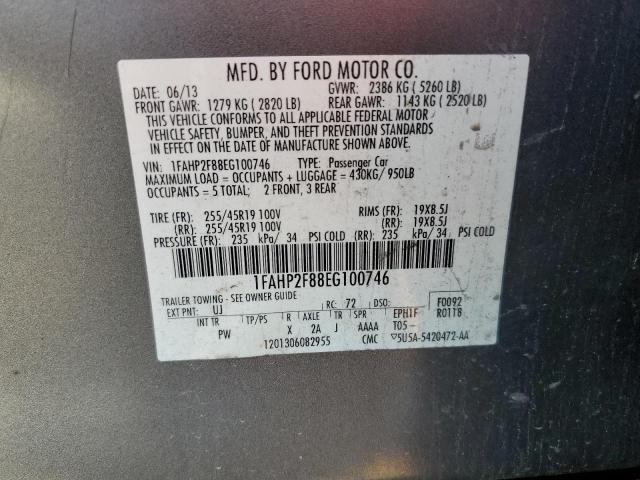 MFD. BY FORD MOTOR CO.
DATE: 06/13 GVWR: 2386 KG ( 5260 LB)
FRONT GAWR: 1279 KG ( 2820 LB) REAR GAWR: 1143 KG ( 2520 LB)
THIS VEHICLE CONFORMS TO ALL APPLICABLE FEDERAL MOTOR
VEHICLE SAFETY, BUMPER, AND THEFT PREVENTION STANDARDS
IN EFFECT ON THE DATE OF MANUFACTURE SHOWN ABOVE.
VIN: 1FAHP2F88EG100746 TYPE: Passenger Car
MAXIMUM LOAD = OCCUPANTS + LUGGAGE = 430KG/ 950LB
OCCUPANTS = 5 TOTAL; 2 FRONT, 3 REAR
TIRE (FR): 255/45R19 100V RIMS (FR): 19X8.5J
(RR): 255/45R19 100V (RR): 19X8.5J
PRESSURE (FR): 235 kPa/ 34 PSI COLD (RR): 235 kPa/ 34 PSI COLD
1FAHP2F88EG100746
TRAILER TOWING - SEE OWNER GUIDE F0092
EXT PNT: UJ RC: 72 DSO: R0118
INT TR TP/PS R AXLE TR SPR EPH1F
PW X 2A J AAAA T05
1201306082955 CMC ▽5U5A-5420472-AA